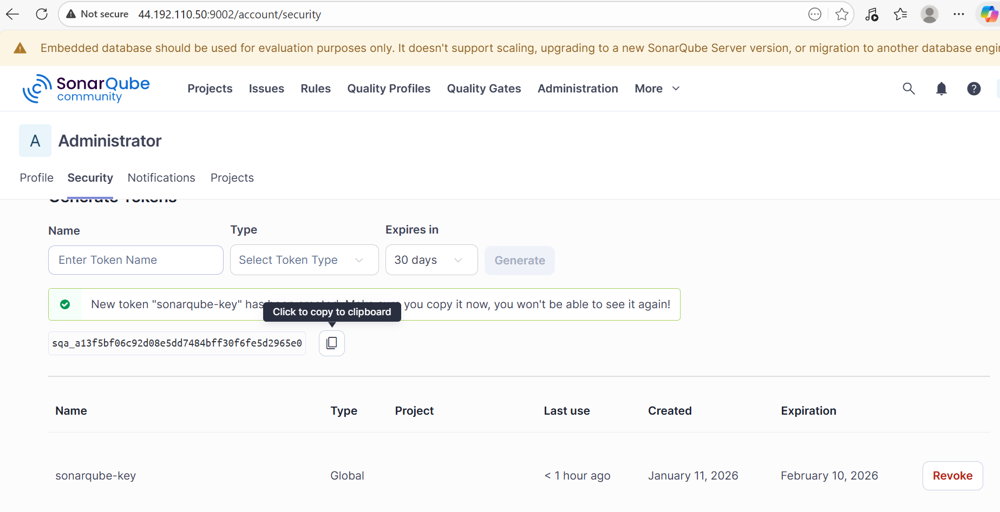 Not secure 44.192.110.50:9002/account/security
Embedded database should be used for evaluation purposes only. It doesn't support scaling, upgrading to a new SonarQube Server version, or migration to another database engi
SonarQube community Projects Issues Rules Quality Profiles Quality Gates Administration More ?
A Administrator
Profile Security Notifications Projects
Generate Tokens
Name Type Expires in
Enter Token Name Select Token Type 30 days Generate
New token "sonarqube-key" has you copy it now, you won't be able to see it again!
Click to copy to clipboard
sqa_a13f5bf06c92d08e5dd7484bff30f6fe5d2965e0
Name Type Project Last use Created Expiration
sonarqube-key Global < 1 hour ago January 11, 2026 February 10, 2026 Revoke